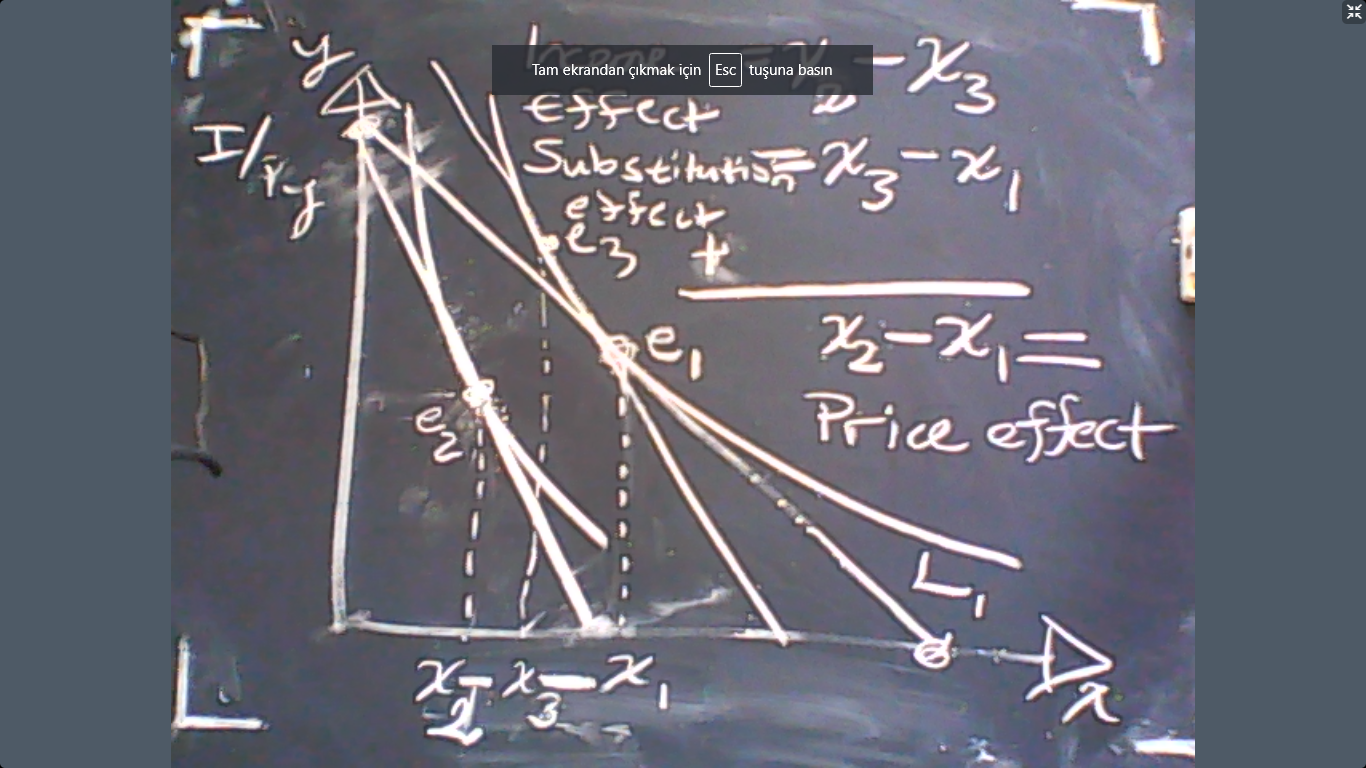 y
Tam ekrandan çıkmak için Esc tuşuna basın
− x3
I/Py
Effect
Substitution = x3 − x1
effect
e3 +
x2 − x1 =
e1
Price effect
e2
L1
x2 − x3 − x1
x